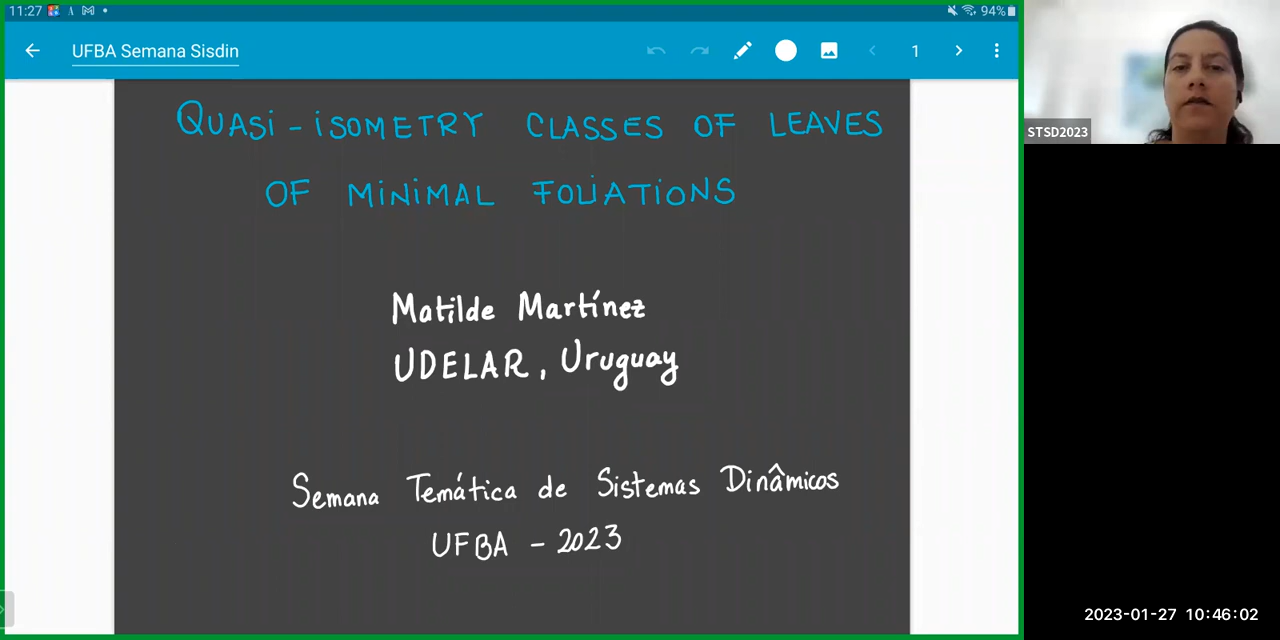 11:27
94%
UFBA Semana Sisdin
1
QUASI-ISOMETRY CLASSES OF LEAVES
OF MINIMAL FOLIATIONS
Matilde Martínez
UDELAR, Uruguay
Semana Temática de Sistemas Dinâmicos
UFBA - 2023
STSD2023
2023-01-27 10:46:02